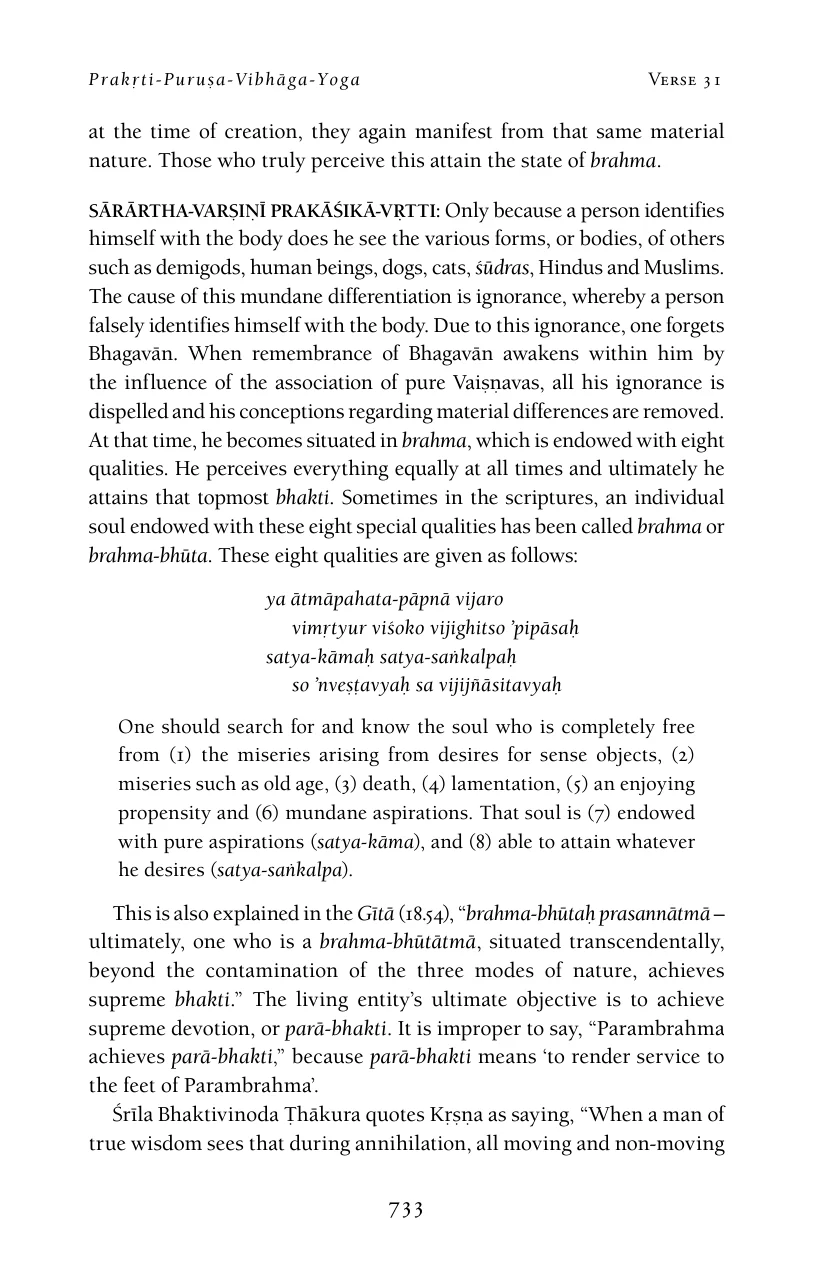 Prakṛti-Puruṣa-Vibhāga-Yoga Verse 31
at the time of creation, they again manifest from that same material
nature. Those who truly perceive this attain the state of brahma.
SĀRĀRTHA-VARṢIṆĪ PRAKĀŚIKĀ-VṚTTI: Only because a person identifies
himself with the body does he see the various forms, or bodies, of others
such as demigods, human beings, dogs, cats, śūdras, Hindus and Muslims.
The cause of this mundane differentiation is ignorance, whereby a person
falsely identifies himself with the body. Due to this ignorance, one forgets
Bhagavān. When remembrance of Bhagavān awakens within him by
the influence of the association of pure Vaiṣṇavas, all his ignorance is
dispelled and his conceptions regarding material differences are removed.
At that time, he becomes situated in brahma, which is endowed with eight
qualities. He perceives everything equally at all times and ultimately he
attains that topmost bhakti. Sometimes in the scriptures, an individual
soul endowed with these eight special qualities has been called brahma or
brahma-bhūta. These eight qualities are given as follows:
ya ātmāpahata-pāpnā vijaro
vimṛtyur viśoko vijighitso ’pipāsaḥ
satya-kāmaḥ satya-saṅkalpaḥ
so ’nveṣṭavyaḥ sa vijijñāsitavyaḥ
One should search for and know the soul who is completely free
from (1) the miseries arising from desires for sense objects, (2)
miseries such as old age, (3) death, (4) lamentation, (5) an enjoying
propensity and (6) mundane aspirations. That soul is (7) endowed
with pure aspirations (satya-kāma), and (8) able to attain whatever
he desires (satya-saṅkalpa).
This is also explained in the Gītā (18.54), “brahma-bhūtaḥ prasannātmā –
ultimately, one who is a brahma-bhūtātmā, situated transcendentally,
beyond the contamination of the three modes of nature, achieves
supreme bhakti.” The living entity’s ultimate objective is to achieve
supreme devotion, or parā-bhakti. It is improper to say, “Parambrahma
achieves parā-bhakti,” because parā-bhakti means ‘to render service to
the feet of Parambrahma’.
Śrīla Bhaktivinoda Ṭhākura quotes Kṛṣṇa as saying, “When a man of
true wisdom sees that during annihilation, all moving and non-moving
733